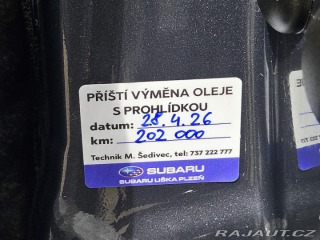 PŘÍŠTÍ VÝMĚNA OLEJE
S PROHLÍDKOU
datum: 28.4.26
km: 202 000
Technik M. Šedivec, tel: 737 222 777
SUBARU
SUBARU LIŠKA PLZEŇ
RAJAUT.CZ